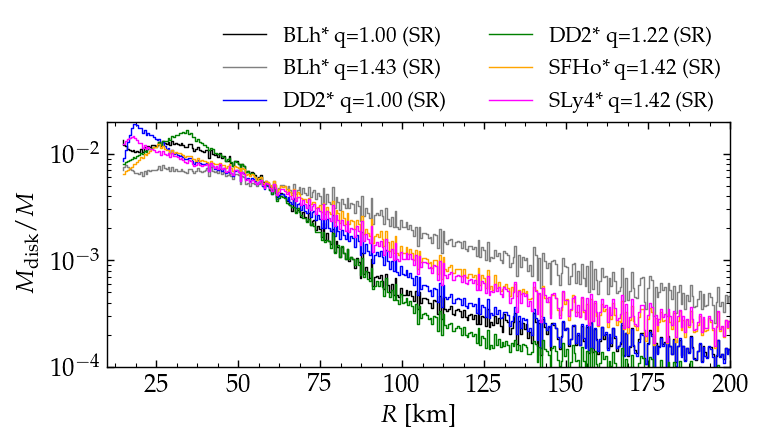 BLh* q=1.00 (SR)
DD2* q=1.22 (SR)
BLh* q=1.43 (SR)
SFHo* q=1.42 (SR)
DD2* q=1.00 (SR)
SLy4* q=1.42 (SR)
10⁻²
10⁻³
10⁻⁴
M_disk/M
25 50 75 100 125 150 175 200
R [km]